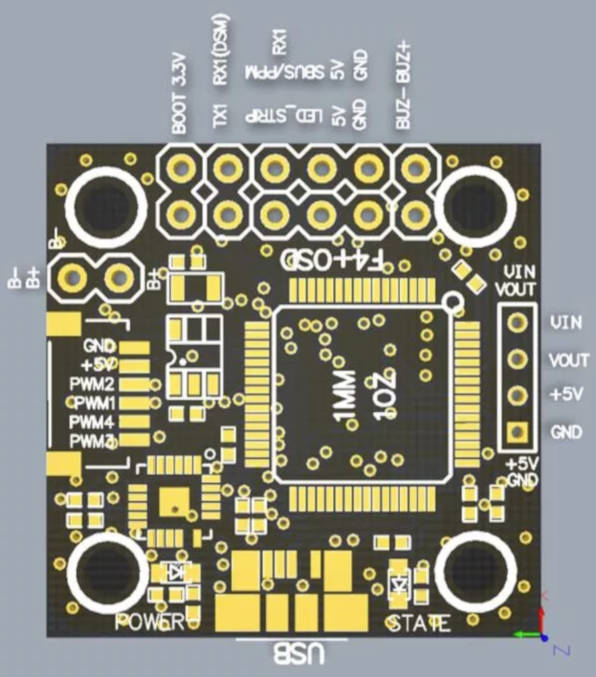 BOOT 3.3V
TX1 RX1(DSM)
RX1
LED_STRIP SBUS/PPM
5V 5V
GND GND
BUZ- BUZ+
B-
B- B+
B+
F4++OSD
VIN
VOUT
VIN
VOUT
+5V
GND
+5V
GND
GND
+5V
PWM2
PWM1
PWM4
PWM3
1MM
1OZ
POWER
STATE
USB
Z